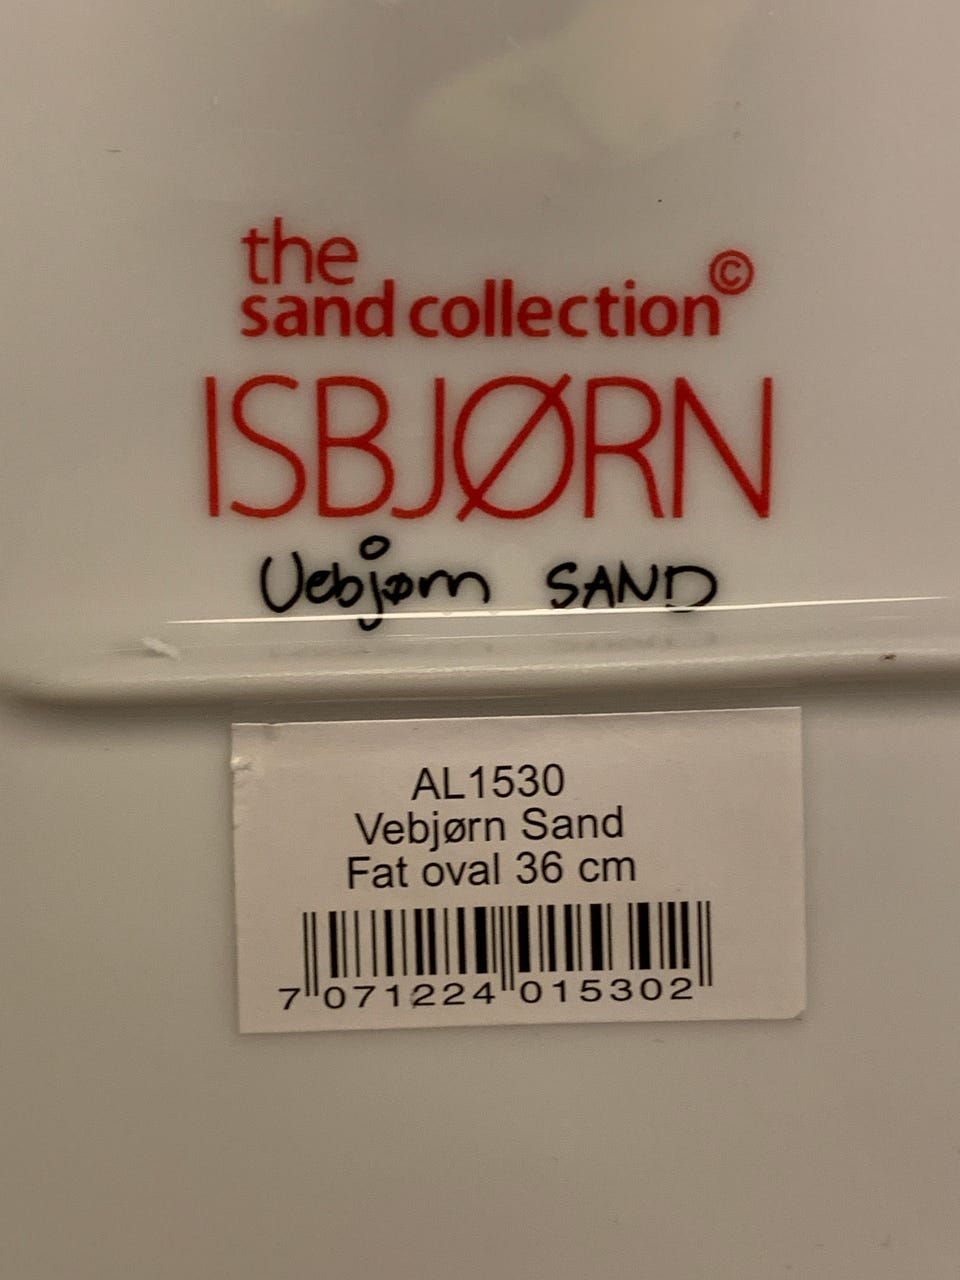 the
sand collection©
ISBJØRN
Vebjørn SAND
AL1530
Vebjørn Sand
Fat oval 36 cm
7 071224 015302